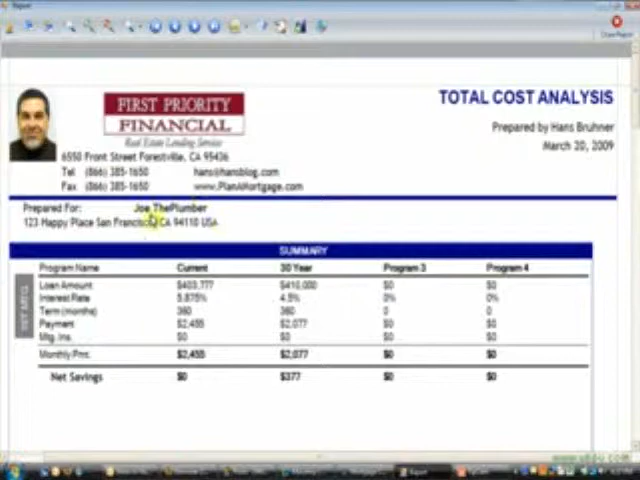 Report
Close Report
TOTAL COST ANALYSIS
FIRST PRIORITY
FINANCIAL
Real Estate Lending Service
Prepared by Hans Bruhner
March 20, 2009
6550 Front Street Forestville, CA 95436
Tel (866) 385-1650 hans@hansblog.com
Fax (866) 385-1650 www.PlanAMortgage.com
Prepared For: Joe ThePlumber
123 Happy Place San Francisco, CA 94110 USA
SUMMARY
Program Name Current 30 Year Program 3 Program 4
Loan Amount $403,777 $410,000 $0 $0
Interest Rate 5.875% 4.5% 0% 0%
Term (months) 360 360 0 0
Payment $2,455 $2,077 $0 $0
Mtg. Ins. $0 $0 $0 $0
Monthly Pmt. $2,455 $2,077 $0 $0
Net Savings $0 $377 $0 $0